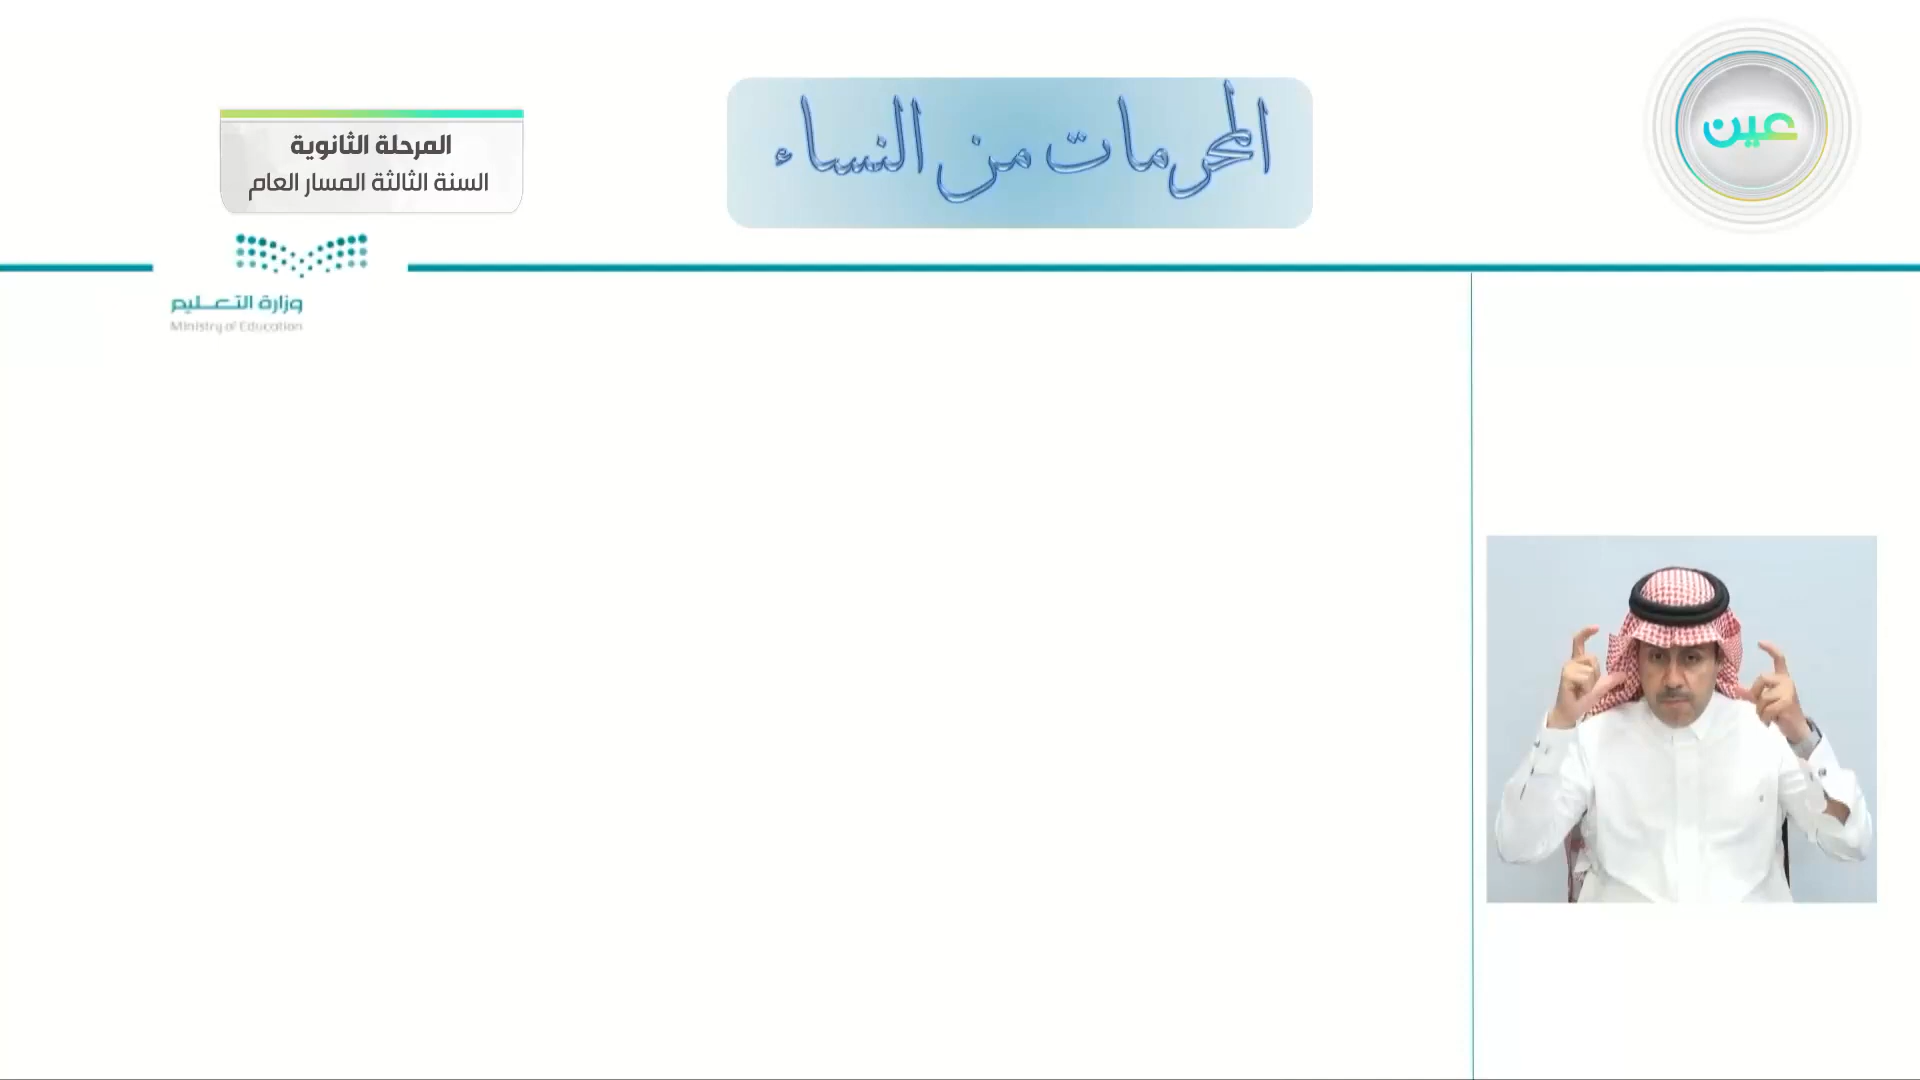 عين
المحرمات من النساء
المرحلة الثانوية
السنة الثالثة المسار العام
وزارة التعليم
Ministry of Education